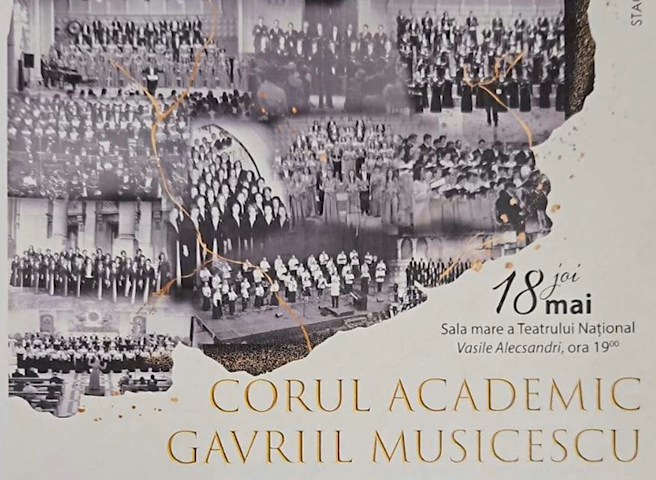 joi
18 mai
Sala mare a Teatrului Național
Vasile Alecsandri, ora 19⁰⁰
CORUL ACADEMIC
GAVRIIL MUSICESCU